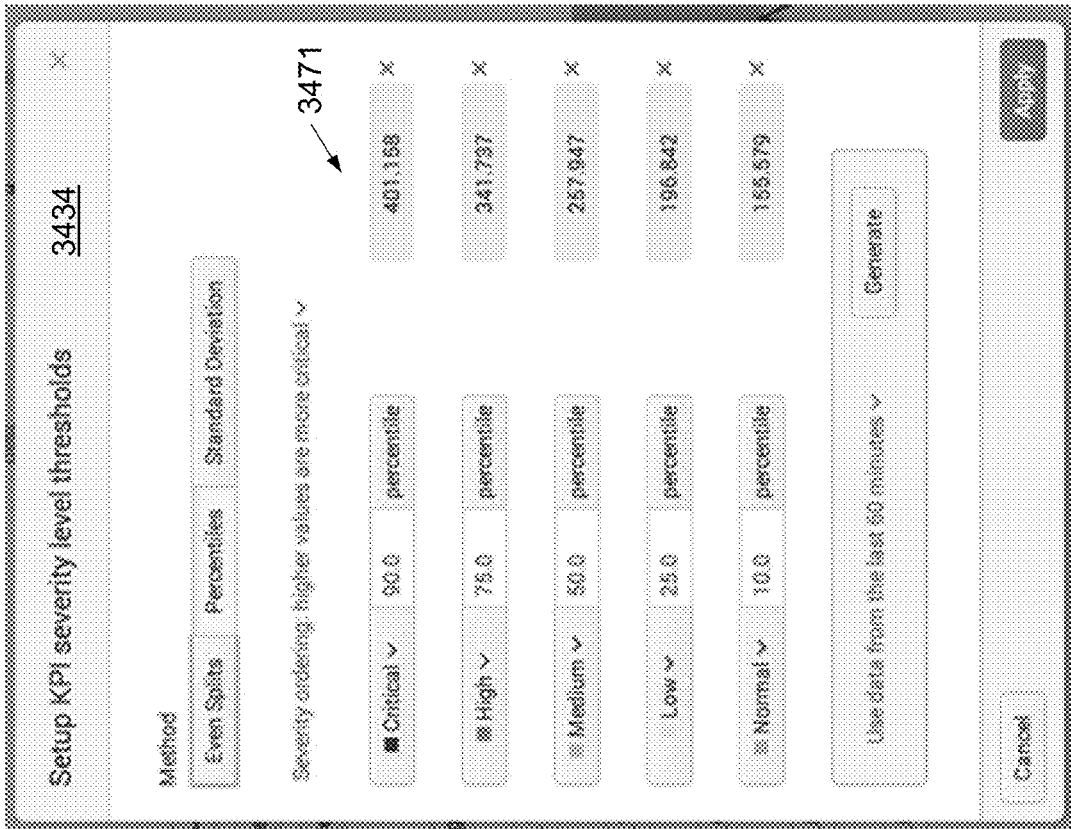 Setup KPI severity level thresholds 3434 ×
Method
Even Splits Percentiles Standard Deviation
Severity ordering: higher values are more critical
3471
Critical 90.0 percentile 401.158 ×
High 75.0 percentile 341.737 ×
Medium 50.0 percentile 257.947 ×
Low 25.0 percentile 196.842 ×
Normal 10.0 percentile 155.579 ×
Use data from the last 60 minutes Generate
Cancel